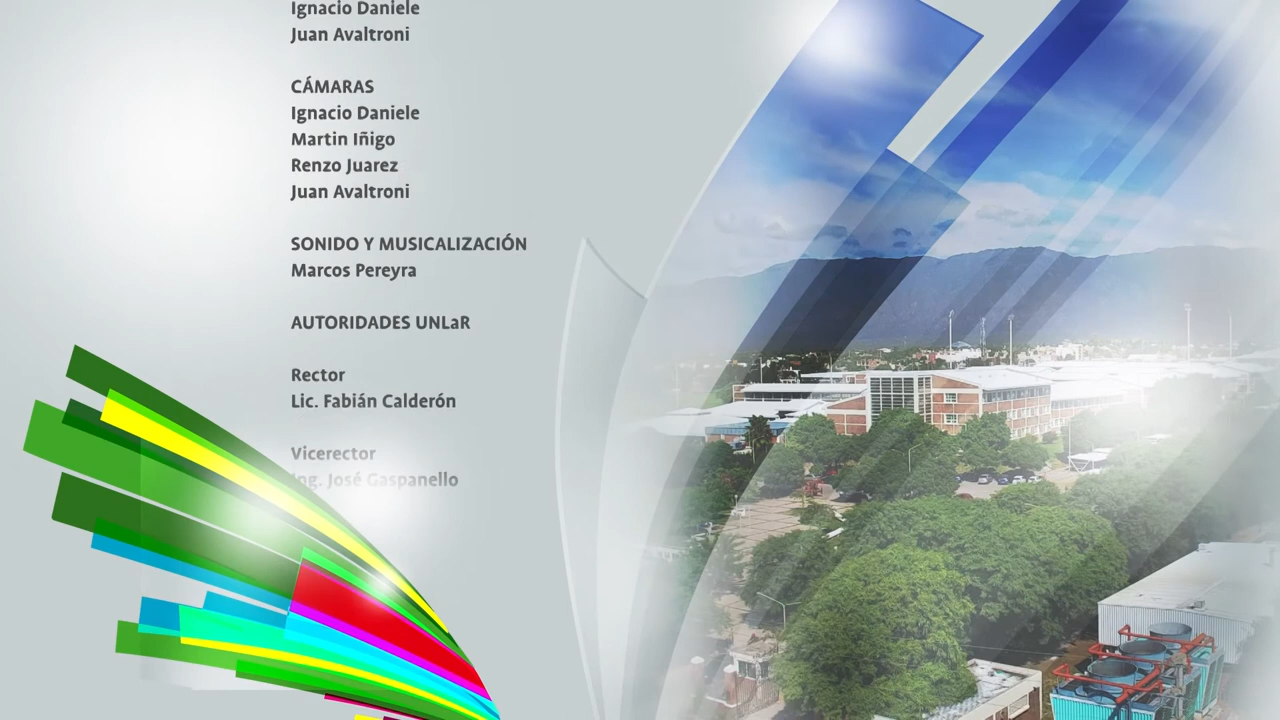 Ignacio Daniele
Juan Avaltroni
CÁMARAS
Ignacio Daniele
Martin Iñigo
Renzo Juarez
Juan Avaltroni
SONIDO Y MUSICALIZACIÓN
Marcos Pereyra
AUTORIDADES UNLaR
Rector
Lic. Fabián Calderón
Vicerector
Ing. José Gaspanello